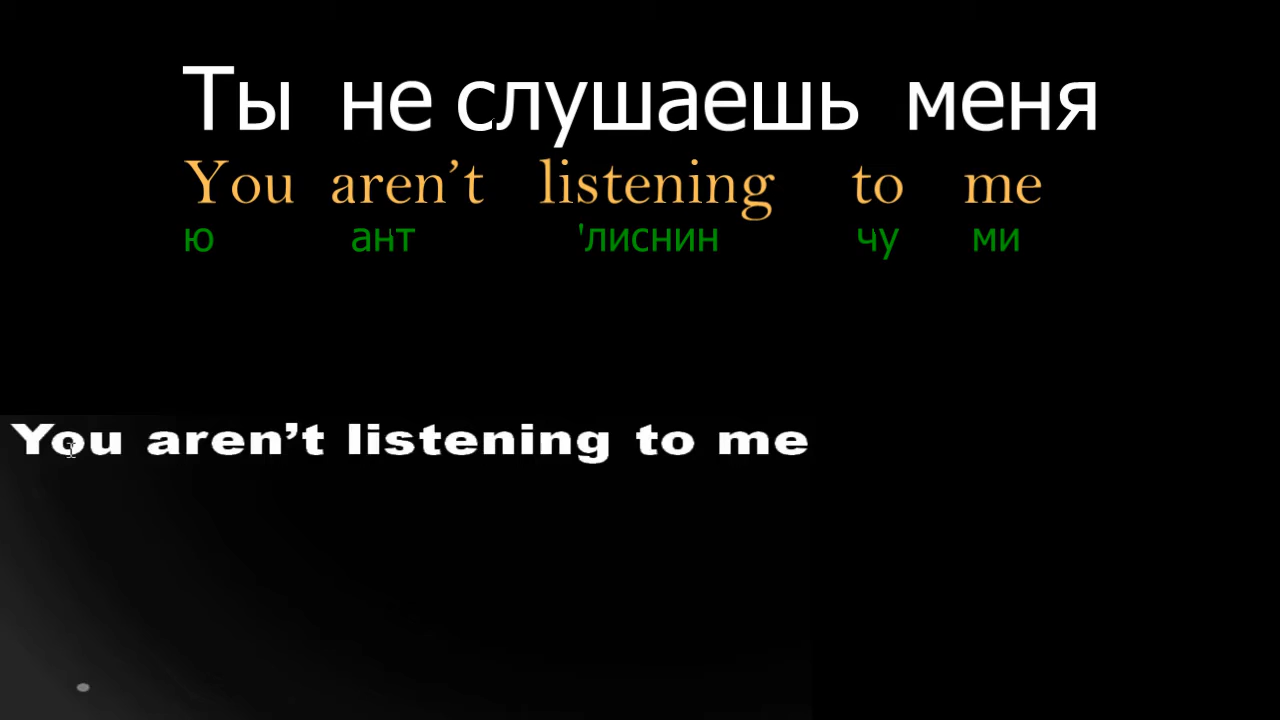 Ты не слушаешь меня
You aren’t listening to me
ю ант 'лиснин чу ми
You aren’t listening to me